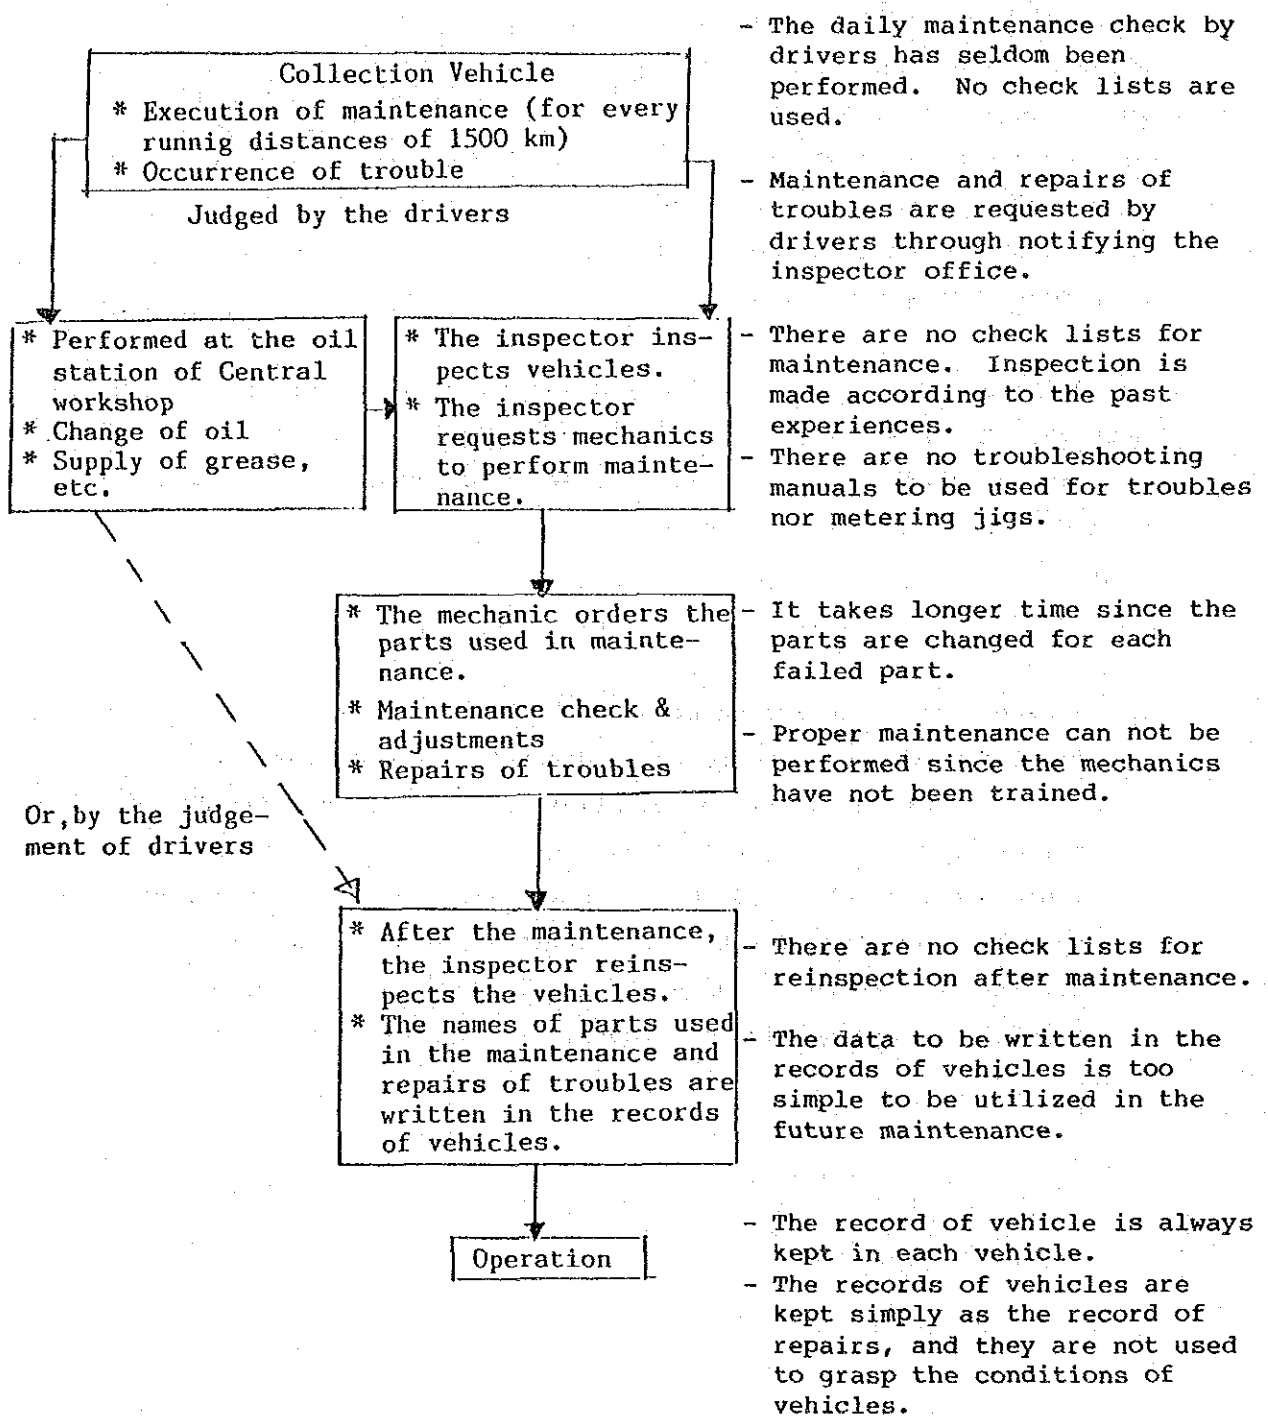 Collection Vehicle
* Execution of maintenance (for every
runnig distances of 1500 km)
* Occurrence of trouble
Judged by the drivers
- The daily maintenance check by
drivers has seldom been
performed. No check lists are
used.
- Maintenance and repairs of
troubles are requested by
drivers through notifying the
inspector office.
* Performed at the oil
station of Central
workshop
* Change of oil
* Supply of grease,
etc.
* The inspector ins-
pects vehicles.
* The inspector
requests mechanics
to perform mainte-
nance.
- There are no check lists for
maintenance. Inspection is
made according to the past
experiences.
- There are no troubleshooting
manuals to be used for troubles
nor metering jigs.
* The mechanic orders the
parts used in mainte-
nance.
* Maintenance check &
adjustments
* Repairs of troubles
- It takes longer time since the
parts are changed for each
failed part.
- Proper maintenance can not be
performed since the mechanics
have not been trained.
Or,by the judge-
ment of drivers
* After the maintenance,
the inspector reins-
pects the vehicles.
* The names of parts used
in the maintenance and
repairs of troubles are
written in the records
of vehicles.
- There are no check lists for
reinspection after maintenance.
- The data to be written in the
records of vehicles is too
simple to be utilized in the
future maintenance.
Operation
- The record of vehicle is always
kept in each vehicle.
- The records of vehicles are
kept simply as the record of
repairs, and they are not used
to grasp the conditions of
vehicles.